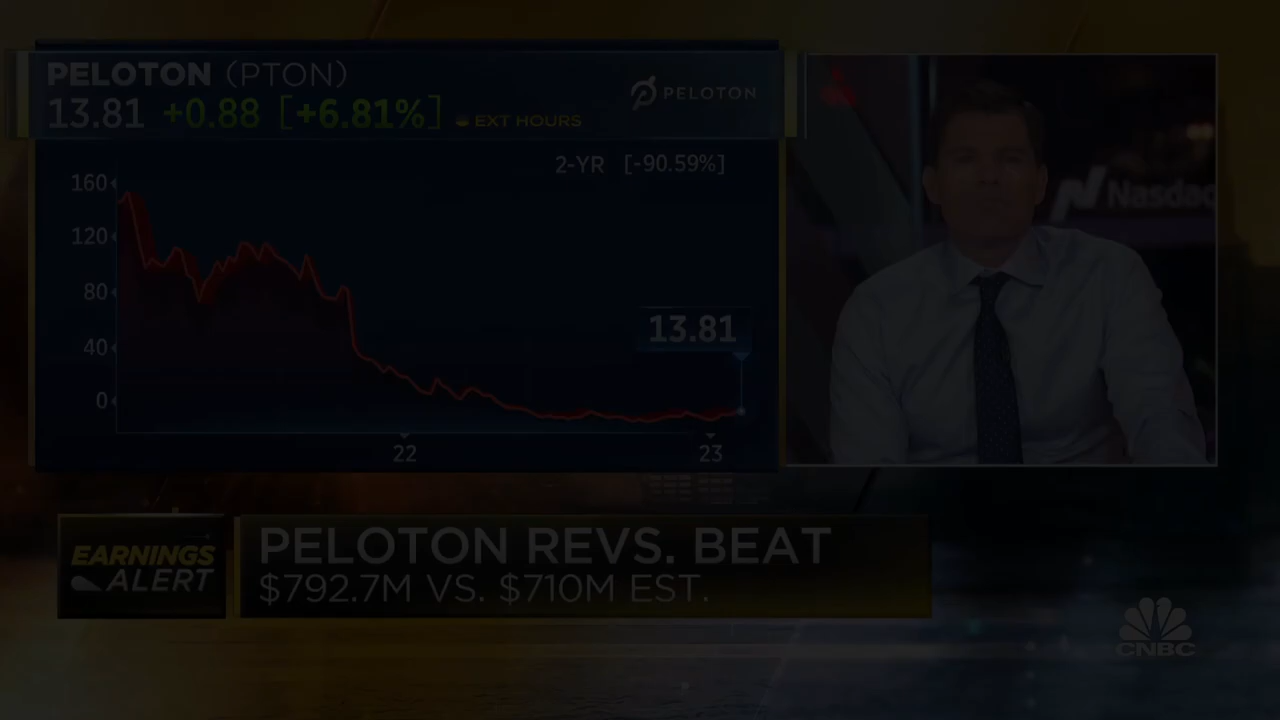 PELOTON (PTON)
13.81 +0.88 [+6.81%] EXT HOURS
PELOTON
2-YR [-90.59%]
160
120
80
40
0
13.81
22
23
Nasdaq
EARNINGS
ALERT
PELOTON REVS. BEAT
$792.7M VS. $710M EST.
CNBC